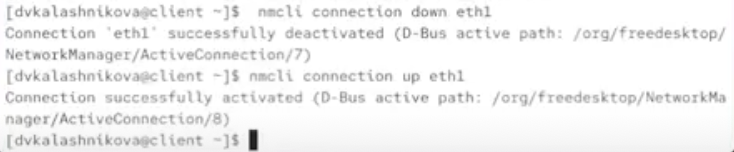 [dvkalashnikova@client ~]$  nmcli connection down eth1
Connection 'eth1' successfully deactivated (D-Bus active path: /org/freedesktop/
NetworkManager/ActiveConnection/7)
[dvkalashnikova@client ~]$ nmcli connection up eth1
Connection successfully activated (D-Bus active path: /org/freedesktop/NetworkMa
nager/ActiveConnection/8)
[dvkalashnikova@client ~]$